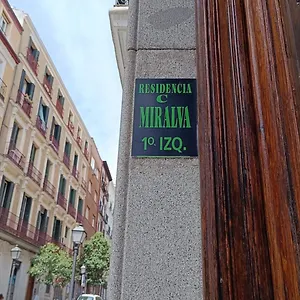 RESIDENCIA
C
MIRALVA
1º. IZQ.